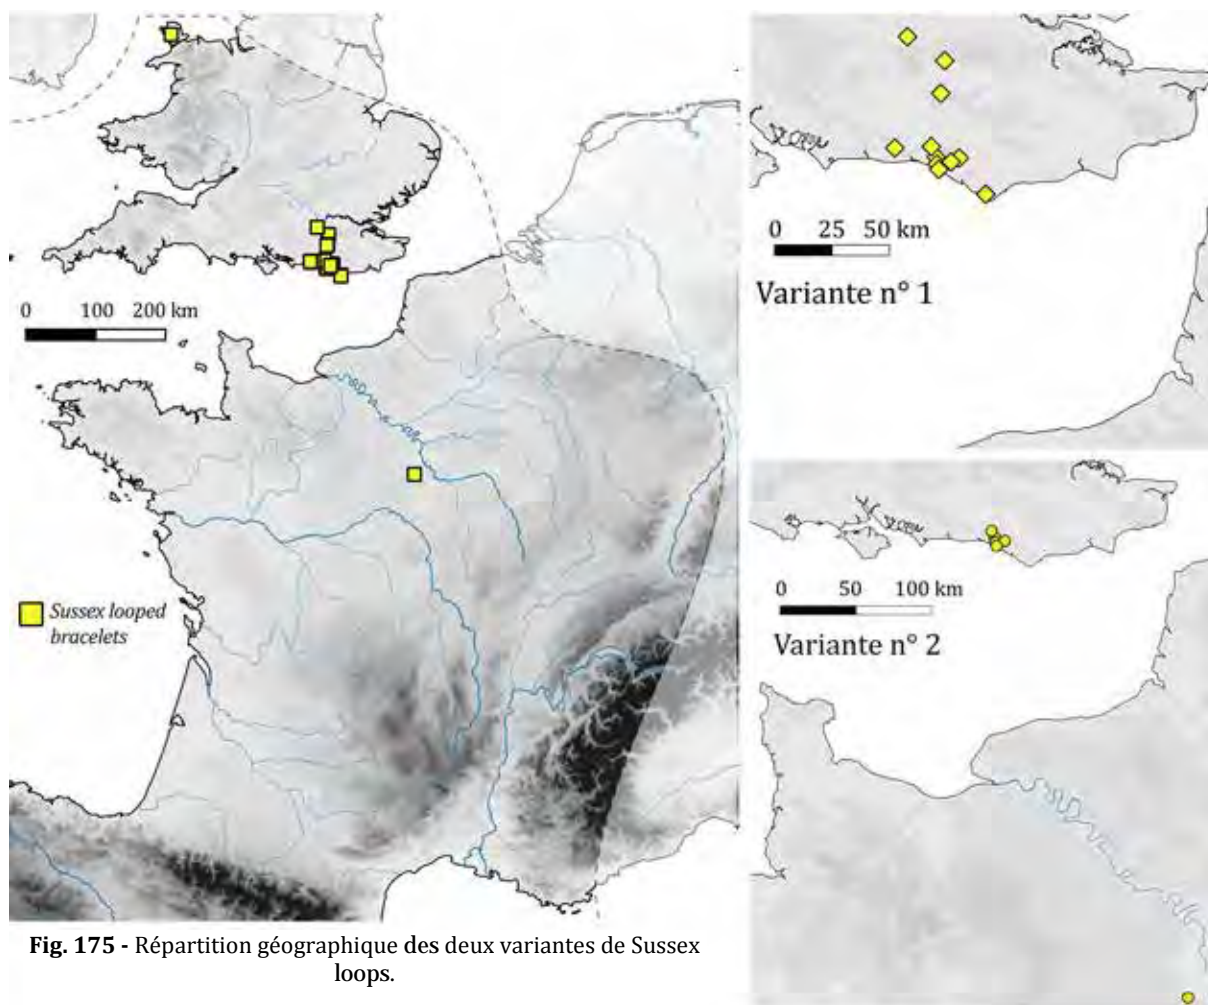 0 100 200 km
Sussex looped
bracelets
0 25 50 km
Variante n° 1
0 50 100 km
Variante n° 2
Fig. 175 - Répartition géographique des deux variantes de Sussex
loops.